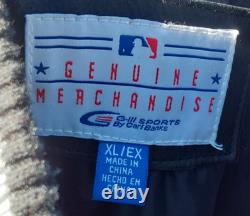 GENUINE
MERCHANDISE
G-III SPORTS
By Carl Banks
XL/EX
MADE IN
CHINA
HECHO EN